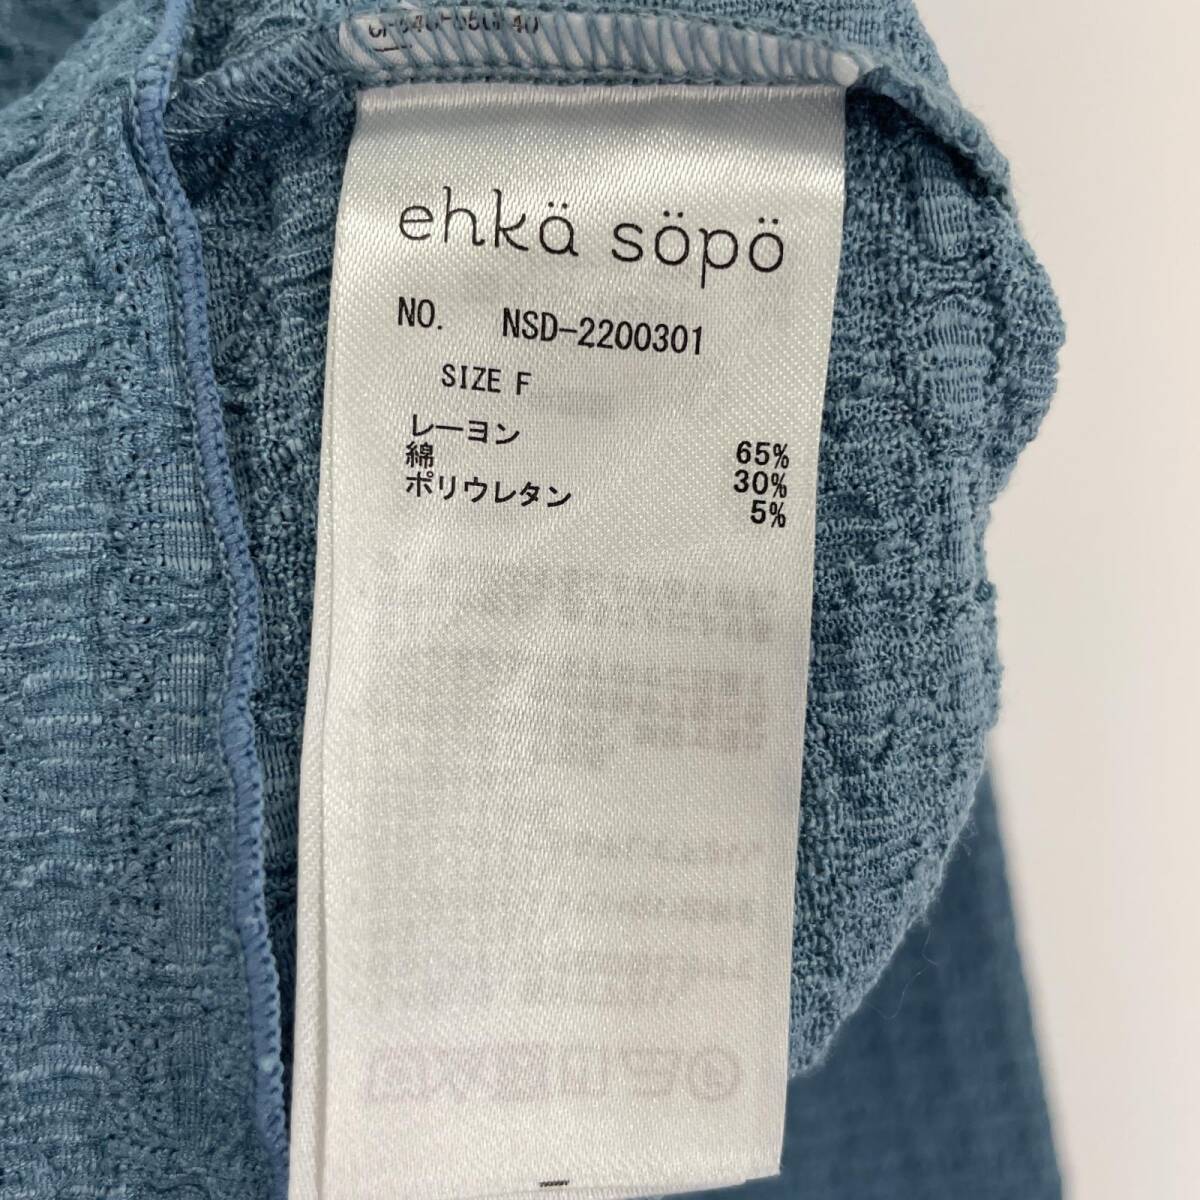 ehkä söpö
NO. NSD-2200301
SIZE F
レーヨン 65%
綿 30%
ポリウレタン 5%